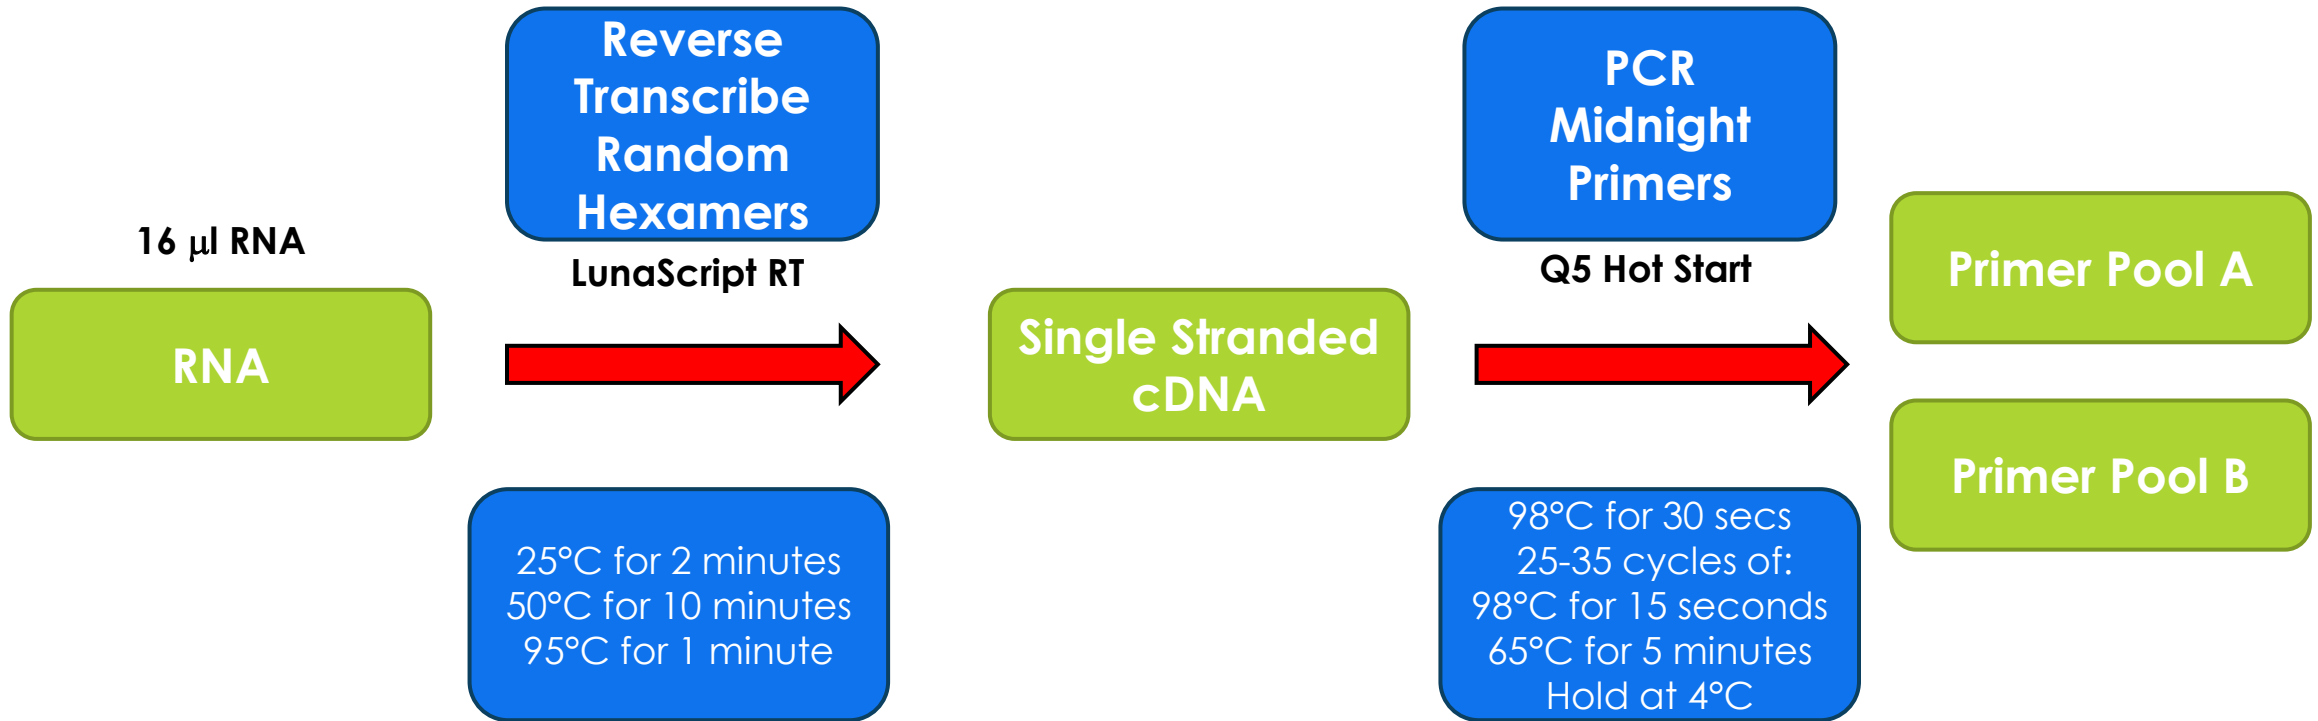 16 μl RNA
RNA
Reverse
Transcribe
Random
Hexamers
LunaScript RT
25°C for 2 minutes
50°C for 10 minutes
95°C for 1 minute
Single Stranded
cDNA
PCR
Midnight
Primers
Q5 Hot Start
98°C for 30 secs
25-35 cycles of:
98°C for 15 seconds
65°C for 5 minutes
Hold at 4°C
Primer Pool A
Primer Pool B